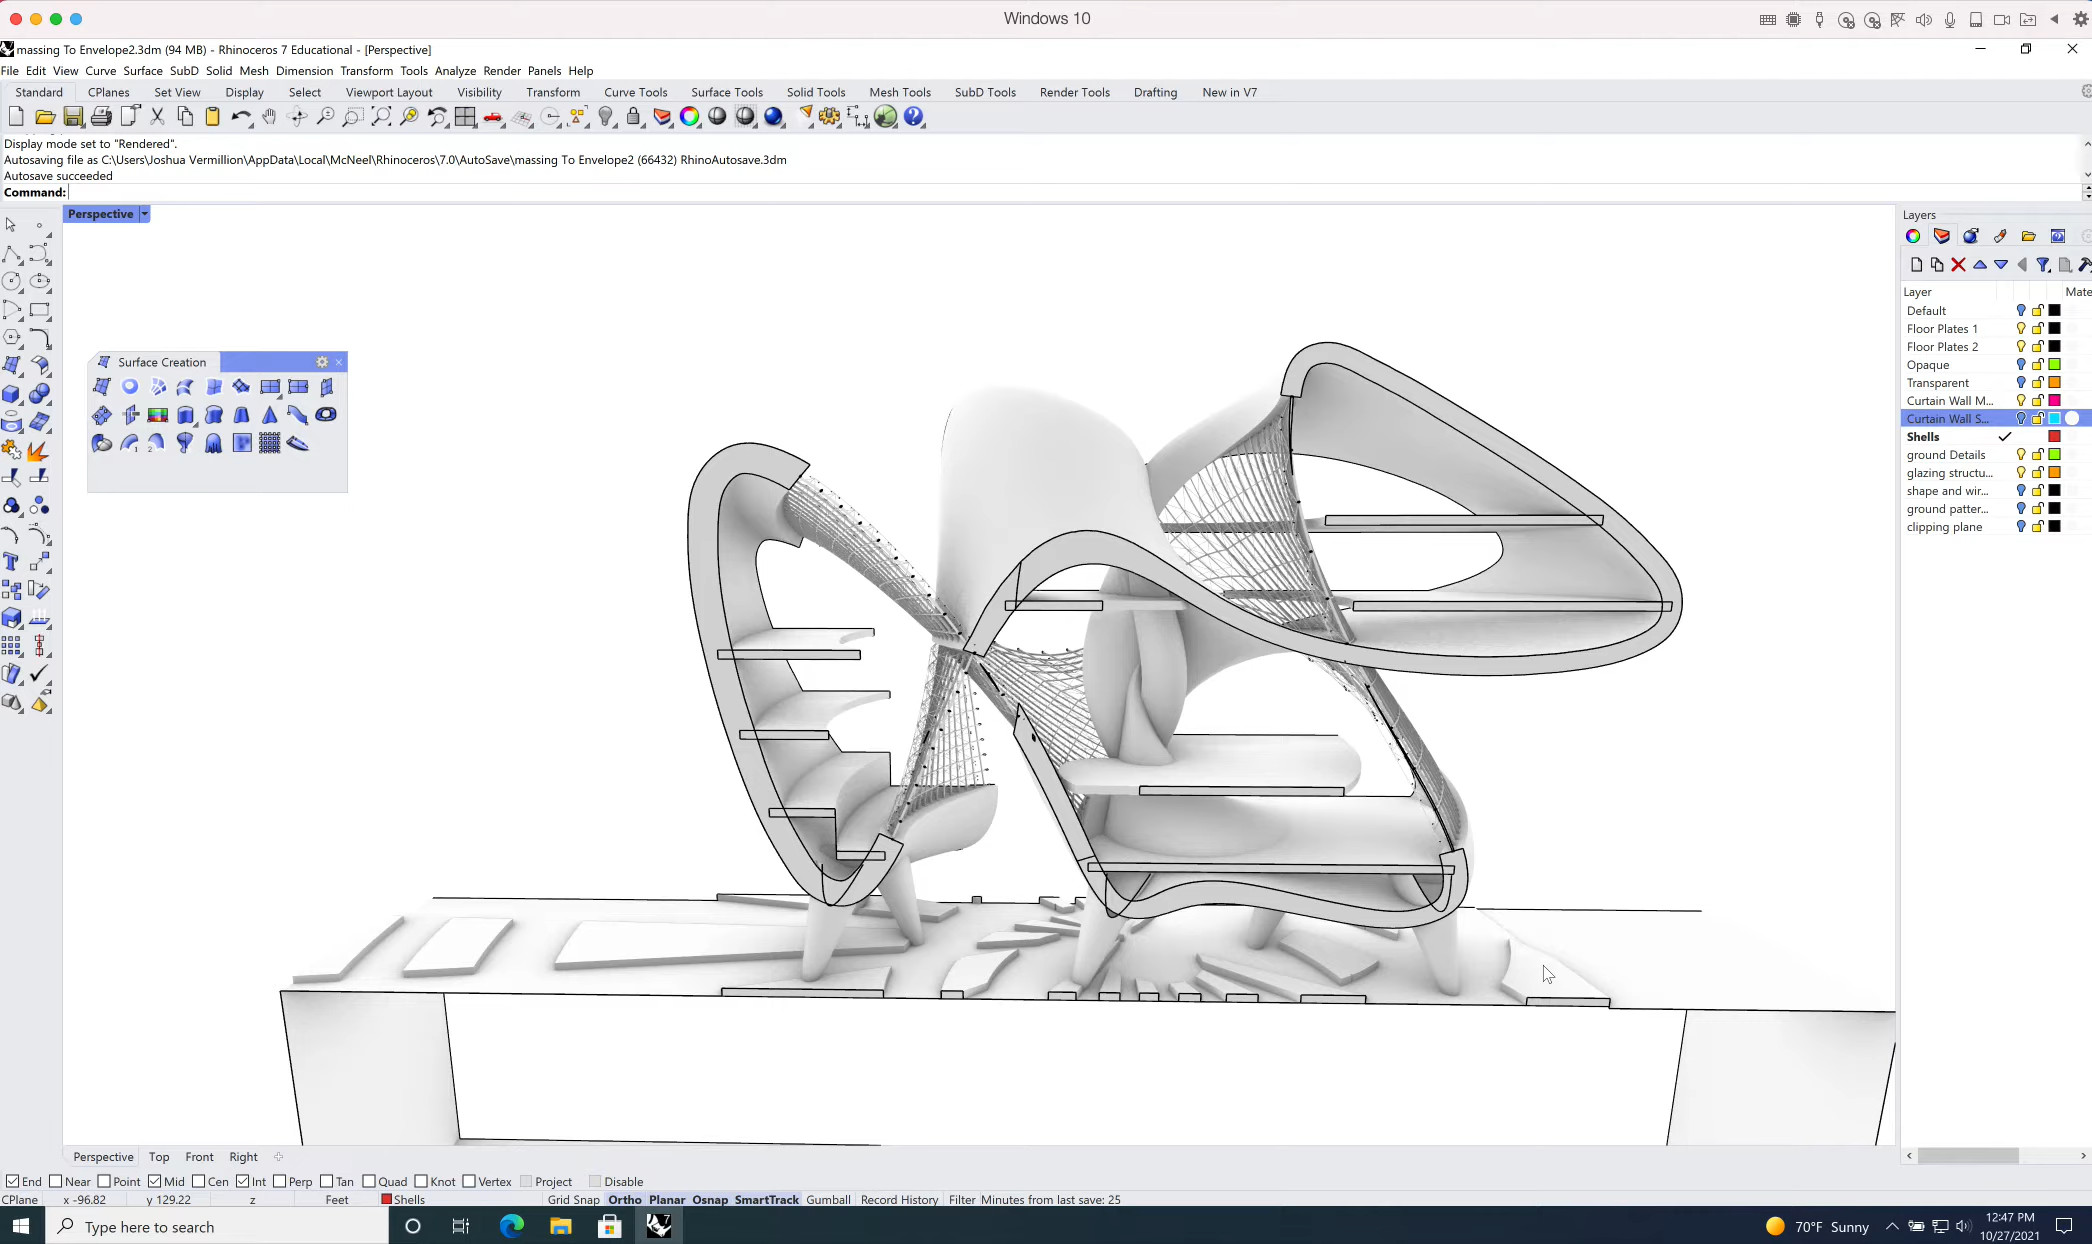 Windows 10
massing To Envelope2.3dm (94 MB) - Rhinoceros 7 Educational - [Perspective]
File Edit View Curve Surface SubD Solid Mesh Dimension Transform Tools Analyze Render Panels Help
Standard CPlanes Set View Display Select Viewport Layout Visibility Transform Curve Tools Surface Tools Solid Tools Mesh Tools SubD Tools Render Tools Drafting New in V7
Display mode set to "Rendered".
Autosaving file as C:\Users\Joshua Vermillion\AppData\Local\McNeel\Rhinoceros\7.0\AutoSave\massing To Envelope2 (66432) RhinoAutosave.3dm
Autosave succeeded
Command:
Perspective
Surface Creation
Layers
Layer Mate
Default
Floor Plates 1
Floor Plates 2
Opaque
Transparent
Curtain Wall M...
Curtain Wall S...
Shells
ground Details
glazing structu...
shape and wir...
ground patter...
clipping plane
Perspective Top Front Right
End Near Point Mid Cen Int Perp Tan Quad Knot Vertex Project Disable
CPlane x -96.82 y 129.22 z Feet Shells Grid Snap Ortho Planar Osnap SmartTrack Gumball Record History Filter Minutes from last save: 25
Type here to search
70°F Sunny
12:47 PM
10/27/2021